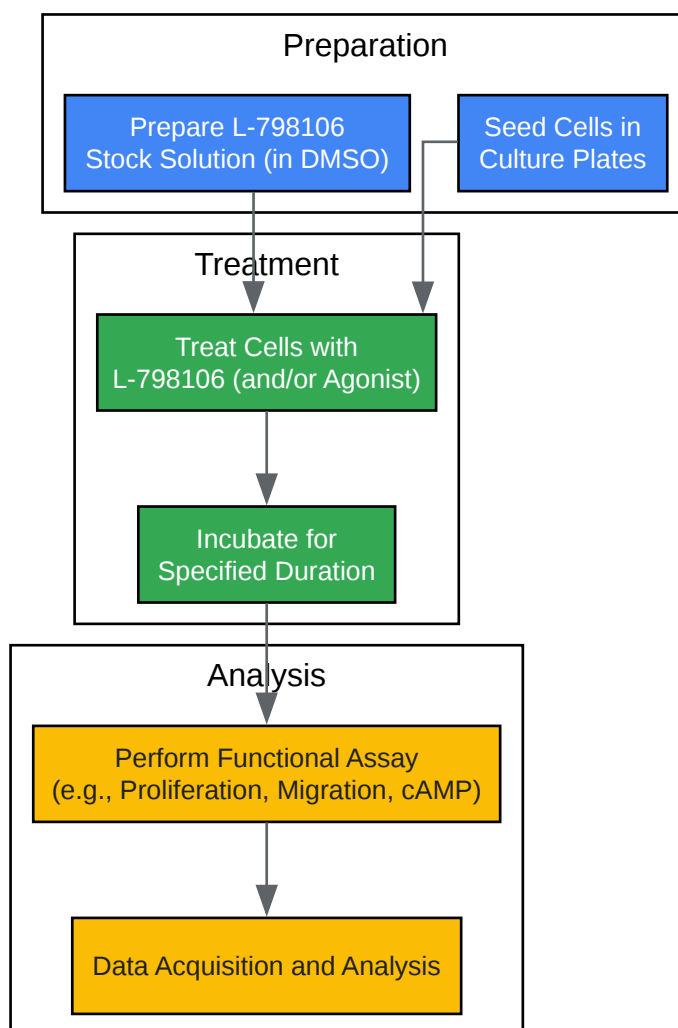 Preparation
Prepare L-798106
Stock Solution (in DMSO)
Seed Cells in
Culture Plates
Treatment
Treat Cells with
L-798106 (and/or Agonist)
Incubate for
Specified Duration
Analysis
Perform Functional Assay
(e.g., Proliferation, Migration, cAMP)
Data Acquisition and Analysis